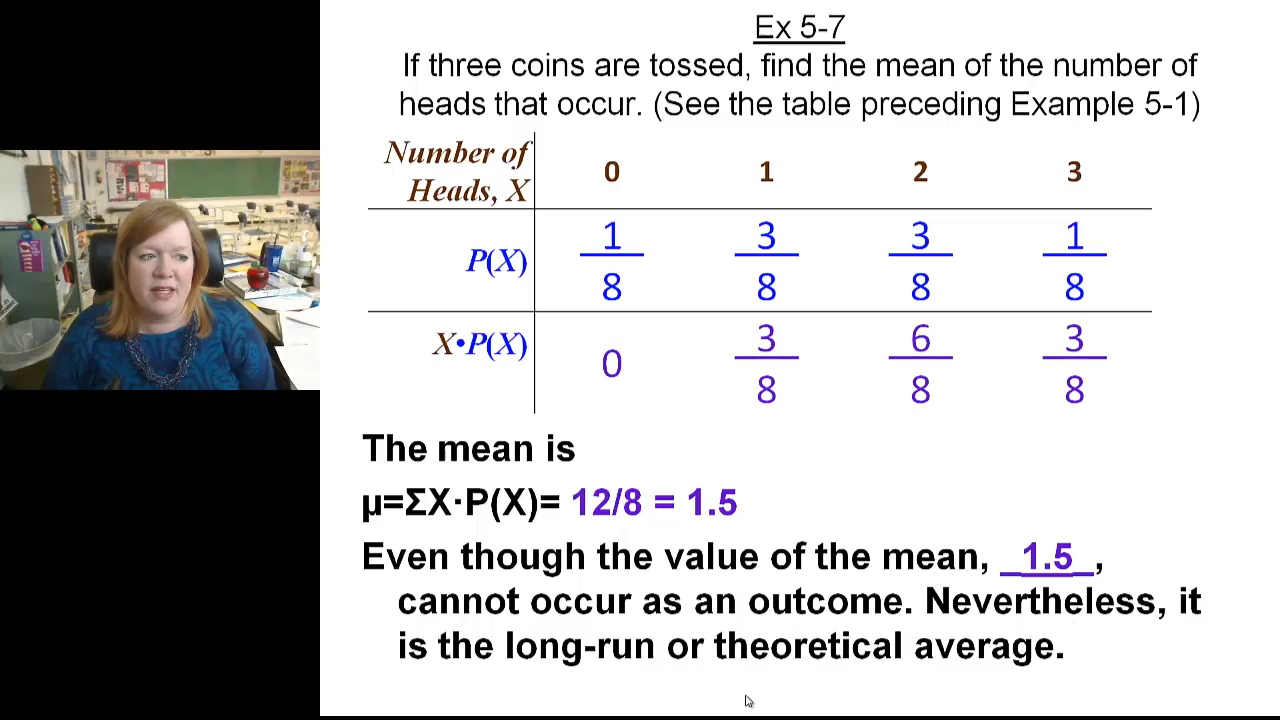 Ex 5-7
If three coins are tossed, find the mean of the number of
heads that occur. (See the table preceding Example 5-1)
Number of Heads, X 0 1 2 3
P(X) 1/8 3/8 3/8 1/8
X•P(X) 0 3/8 6/8 3/8
The mean is
μ=ΣX·P(X)= 12/8 = 1.5
Even though the value of the mean, _1.5_,
cannot occur as an outcome. Nevertheless, it
is the long-run or theoretical average.